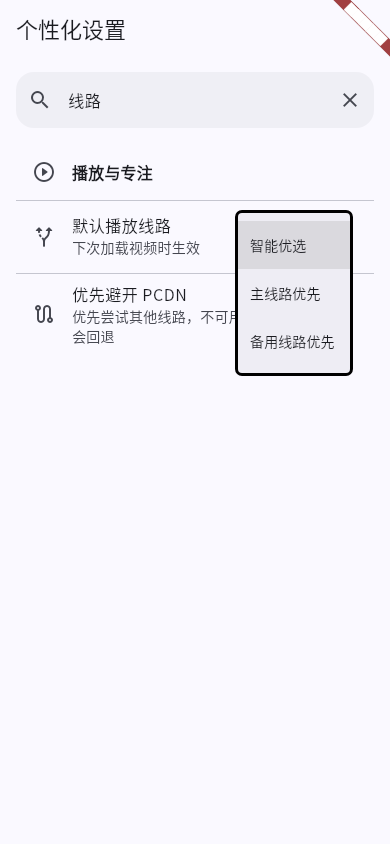 个性化设置
线路
播放与专注
默认播放线路
下次加载视频时生效
智能优选
主线路优先
备用线路优先
优先避开 PCDN
优先尝试其他线路，不可用
会回退